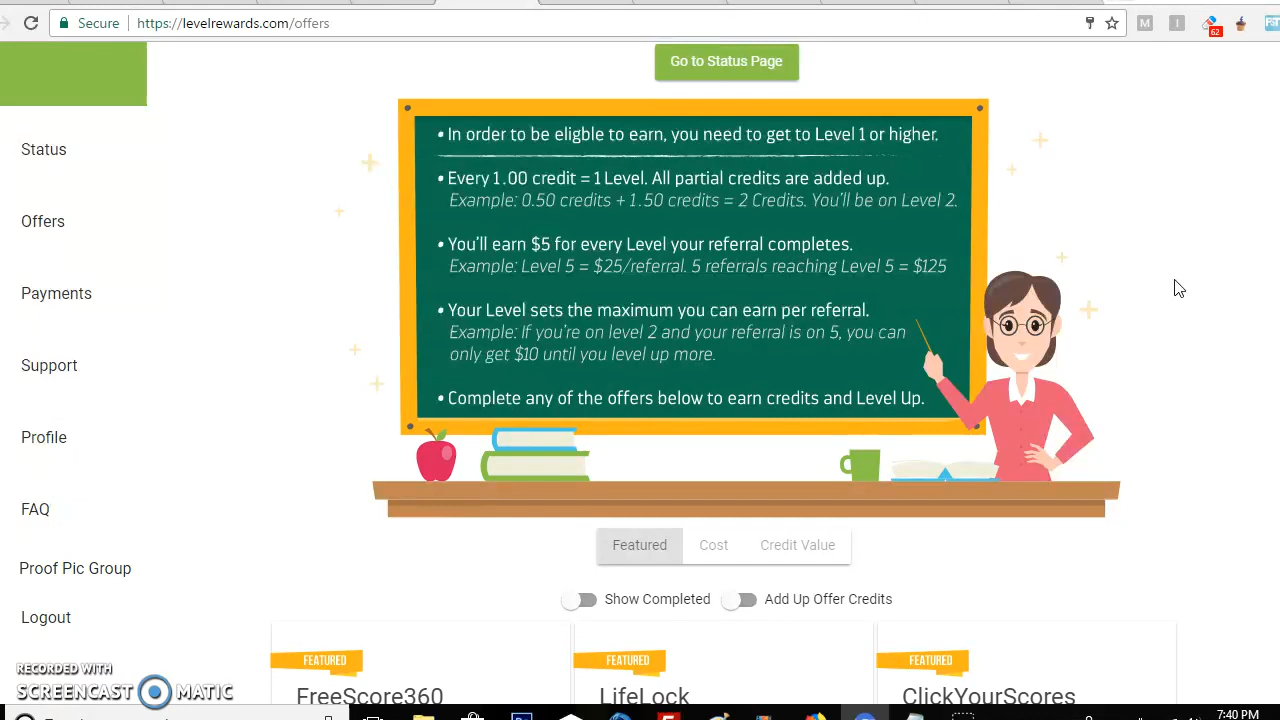 Secure https://levelrewards.com/offers
M
I
62
FST
Go to Status Page
• In order to be eligble to earn, you need to get to Level 1 or higher.
• Every 1.00 credit = 1 Level. All partial credits are added up.
Example: 0.50 credits + 1.50 credits = 2 Credits. You'll be on Level 2.
• You'll earn $5 for every Level your referral completes.
Example: Level 5 = $25/referral. 5 referrals reaching Level 5 = $125
• Your Level sets the maximum you can earn per referral.
Example: If you're on level 2 and your referral is on 5, you can
only get $10 until you level up more.
• Complete any of the offers below to earn credits and Level Up.
Status
Offers
Payments
Support
Profile
FAQ
Proof Pic Group
Logout
Featured Cost Credit Value
Show Completed Add Up Offer Credits
FEATURED FEATURED FEATURED
FreeScore360 LifeLock ClickYourScores
RECORDED WITH
SCREENCAST MATIC
7:40 PM